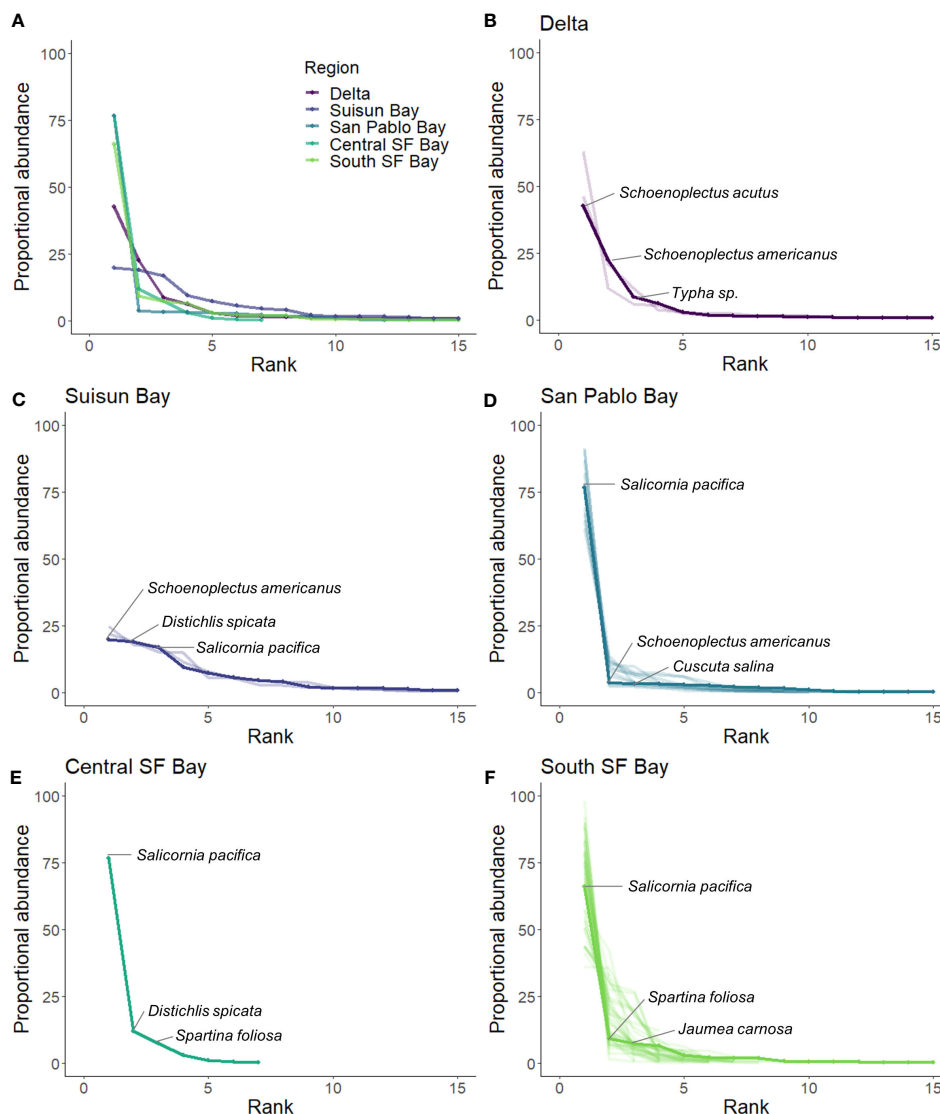 A
Proportional abundance
100
75
50
25
0
0
5
10
15
Rank
Region
Delta
Suisun Bay
San Pablo Bay
Central SF Bay
South SF Bay
B
Delta
Proportional abundance
100
75
50
25
0
0
5
10
15
Rank
Schoenoplectus acutus
Schoenoplectus americanus
Typha sp.
C
Suisun Bay
Proportional abundance
100
75
50
25
0
0
5
10
15
Rank
Schoenoplectus americanus
Distichlis spicata
Salicornia pacifica
D
San Pablo Bay
Proportional abundance
100
75
50
25
0
0
5
10
15
Rank
Salicornia pacifica
Schoenoplectus americanus
Cuscuta salina
E
Central SF Bay
Proportional abundance
100
75
50
25
0
0
5
10
15
Rank
Salicornia pacifica
Distichlis spicata
Spartina foliosa
F
South SF Bay
Proportional abundance
100
75
50
25
0
0
5
10
15
Rank
Salicornia pacifica
Spartina foliosa
Jaumea carnosa